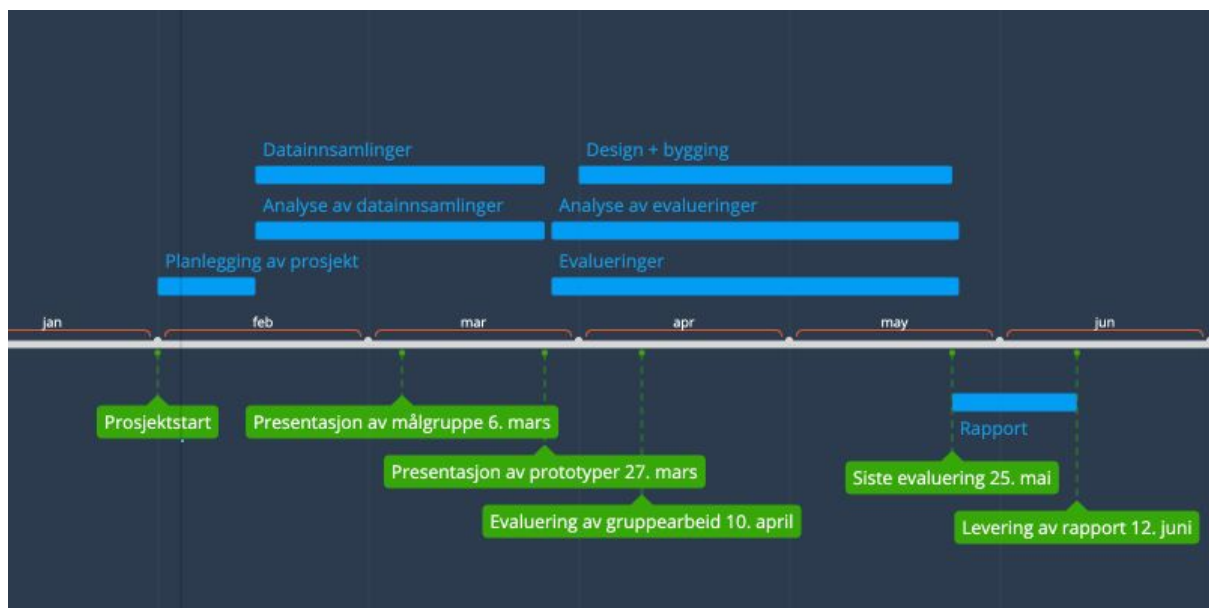 Datainnsamlinger
Design + bygging
Analyse av datainnsamlinger
Analyse av evalueringer
Planlegging av prosjekt
Evalueringer
jan
feb
mar
apr
may
jun
Prosjektstart
Presentasjon av målgruppe 6. mars
Rapport
Presentasjon av prototyper 27. mars
Siste evaluering 25. mai
Evaluering av gruppearbeid 10. april
Levering av rapport 12. juni